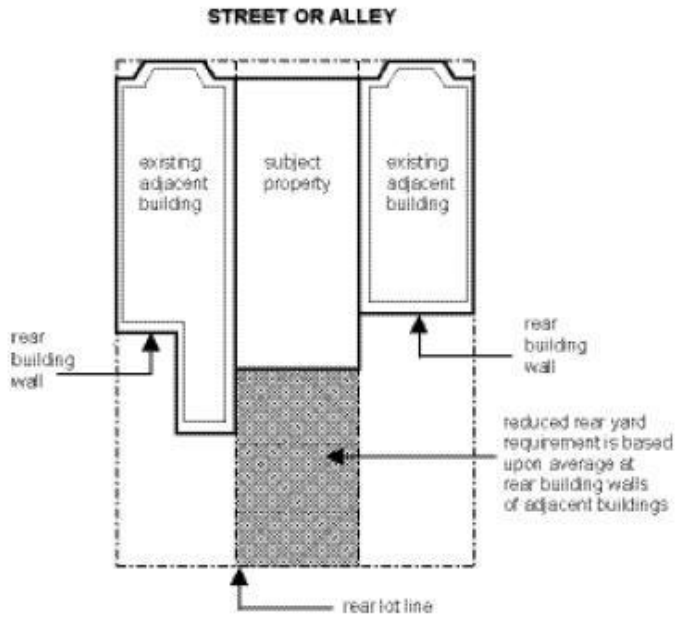 STREET OR ALLEY
existing
adjacent
building
subject
property
existing
adjacent
building
rear
building
wall
rear
building
wall
reduced rear yard
requirement is based
upon average at
rear building walls
of adjacent buildings
rear lot line